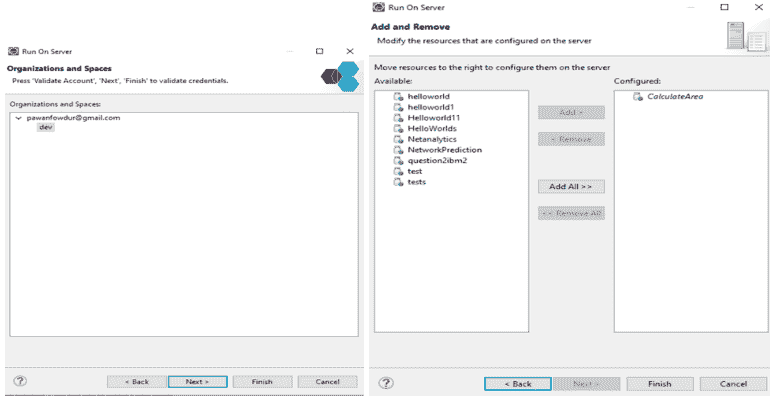 Run On Server
Organizations and Spaces
Press 'Validate Account', 'Next', 'Finish' to validate credentials.
Organizations and Spaces:
pawanfowdur@gmail.com
dev
?
< Back
Next >
Finish
Cancel
Run On Server
Add and Remove
Modify the resources that are configured on the server
Move resources to the right to configure them on the server
Available:
Configured:
helloworld
helloworld1
Helloworld11
HelloWorlds
Netanalytics
NetworkPrediction
question2ibm2
test
tests
Add >
< Remove
Add All >>
<< Remove All
CalculateArea
?
< Back
Next >
Finish
Cancel